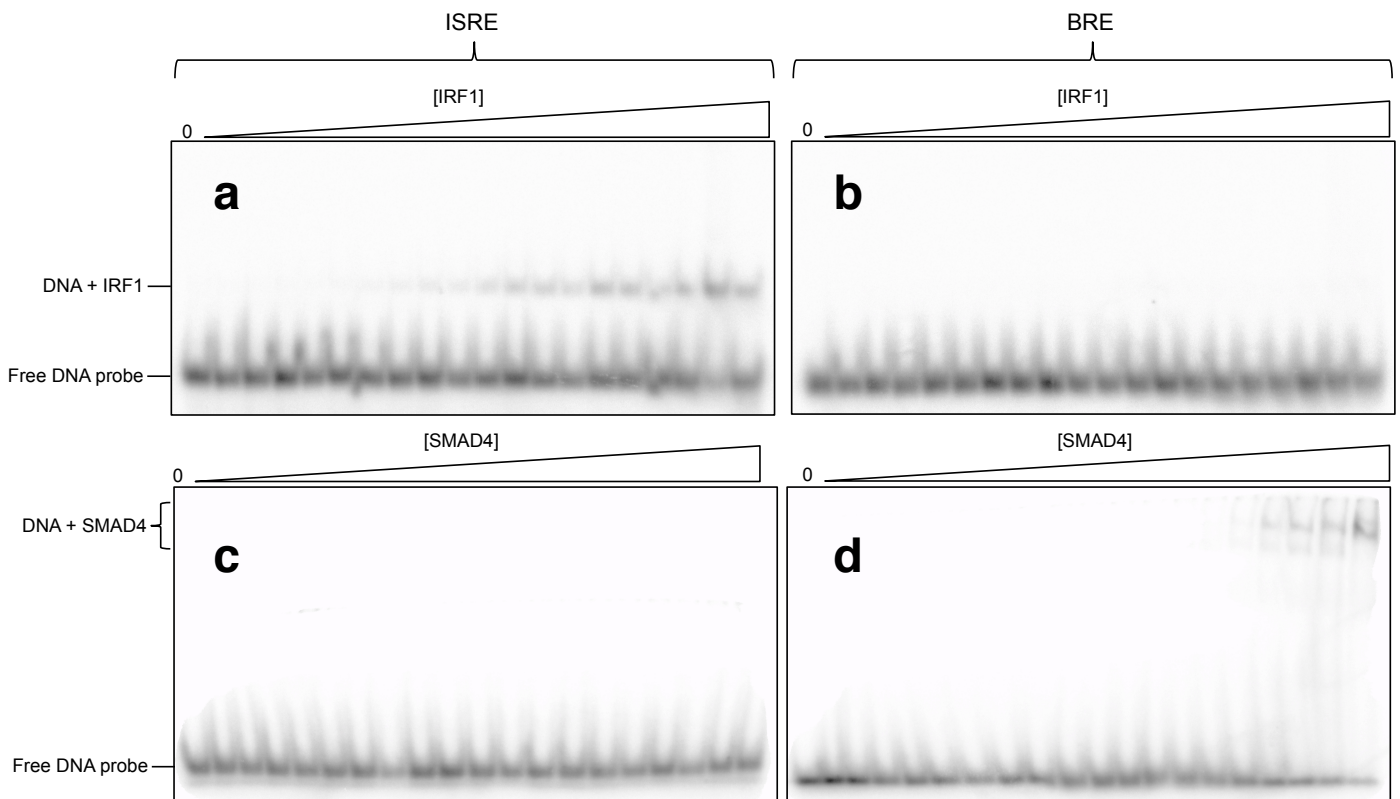 ISRE
BRE
[IRF1]
[IRF1]
0
0
a
b
DNA + IRF1
Free DNA probe
[SMAD4]
[SMAD4]
0
0
DNA + SMAD4
c
d
Free DNA probe